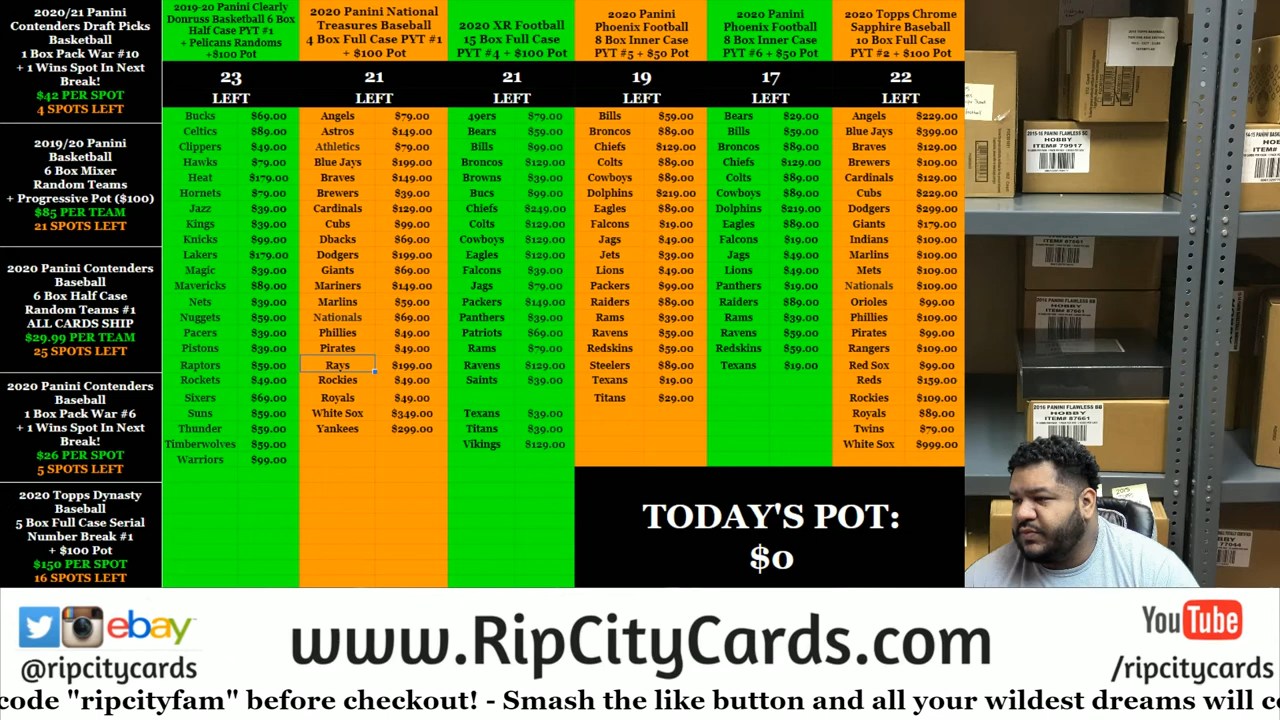 2020/21 Panini
Contenders Draft Picks
Basketball
1 Box Pack War #10
+ 1 Wins Spot In Next
Break!
$42 PER SPOT
4 SPOTS LEFT
2019/20 Panini
Basketball
6 Box Mixer
Random Teams
+ Progressive Pot ($100)
$85 PER TEAM
21 SPOTS LEFT
2020 Panini Contenders
Baseball
6 Box Half Case
Random Teams #1
ALL CARDS SHIP
$29.99 PER TEAM
25 SPOTS LEFT
2020 Panini Contenders
Baseball
1 Box Pack War #6
+ 1 Wins Spot In Next
Break!
$26 PER SPOT
5 SPOTS LEFT
2020 Topps Dynasty
Baseball
5 Box Full Case Serial
Number Break #1
+ $100 Pot
$150 PER SPOT
16 SPOTS LEFT
2019-20 Panini Clearly
Donruss Basketball 6 Box
Half Case PYT #1
+ Pelicans Randoms
+$100 Pot
23
LEFT
Bucks $69.00
Celtics $89.00
Clippers $49.00
Hawks $79.00
Heat $179.00
Hornets $79.00
Jazz $39.00
Kings $39.00
Knicks $99.00
Lakers $179.00
Magic $39.00
Mavericks $89.00
Nets $39.00
Nuggets $59.00
Pacers $39.00
Pistons $39.00
Raptors $59.00
Rockets $49.00
Sixers $69.00
Suns $59.00
Thunder $59.00
Timberwolves $59.00
Warriors $99.00
2020 Panini National
Treasures Baseball
4 Box Full Case PYT #1
+ $100 Pot
21
LEFT
Angels $79.00
Astros $149.00
Athletics $79.00
Blue Jays $199.00
Braves $149.00
Brewers $39.00
Cardinals $129.00
Cubs $99.00
Dbacks $69.00
Dodgers $199.00
Giants $69.00
Mariners $149.00
Marlins $59.00
Nationals $69.00
Phillies $49.00
Pirates $49.00
Rays $199.00
Rockies $49.00
Royals $49.00
White Sox $349.00
Yankees $299.00
2020 XR Football
15 Box Full Case
PYT #4 + $100 Pot
21
LEFT
49ers $79.00
Bears $59.00
Bills $99.00
Broncos $129.00
Browns $39.00
Bucs $99.00
Chiefs $249.00
Colts $129.00
Cowboys $129.00
Eagles $129.00
Falcons $39.00
Jags $79.00
Packers $149.00
Panthers $39.00
Patriots $69.00
Rams $79.00
Ravens $129.00
Saints $39.00
Texans $39.00
Titans $39.00
Vikings $129.00
2020 Panini
Phoenix Football
8 Box Inner Case
PYT #5 + $50 Pot
19
LEFT
Bills $59.00
Broncos $89.00
Chiefs $129.00
Colts $89.00
Cowboys $89.00
Dolphins $219.00
Eagles $89.00
Falcons $19.00
Jags $49.00
Jets $39.00
Lions $49.00
Packers $99.00
Raiders $89.00
Rams $39.00
Ravens $59.00
Redskins $59.00
Steelers $89.00
Texans $19.00
Titans $29.00
2020 Panini
Phoenix Football
8 Box Inner Case
PYT #6 + $50 Pot
17
LEFT
Bears $29.00
Bills $59.00
Broncos $89.00
Chiefs $129.00
Colts $89.00
Cowboys $89.00
Dolphins $219.00
Eagles $89.00
Falcons $19.00
Jags $49.00
Lions $49.00
Panthers $19.00
Raiders $89.00
Rams $39.00
Ravens $59.00
Redskins $59.00
Texans $19.00
2020 Topps Chrome
Sapphire Baseball
10 Box Full Case
PYT #2 + $100 Pot
22
LEFT
Angels $229.00
Blue Jays $399.00
Braves $129.00
Brewers $109.00
Cardinals $129.00
Cubs $229.00
Dodgers $299.00
Giants $179.00
Indians $109.00
Marlins $109.00
Mets $109.00
Nationals $109.00
Orioles $99.00
Phillies $109.00
Pirates $99.00
Rangers $109.00
Red Sox $99.00
Reds $159.00
Rockies $109.00
Royals $89.00
Twins $79.00
White Sox $999.00
TODAY'S POT:
$0
2015-16 PANINI FLAWLESS SC
HOBBY
ITEM# 79917
HOBBY
ITEM# 87661
2016 PANINI FLAWLESS BB
HOBBY
ITEM# 87661
2016 PANINI FLAWLESS BB
HOBBY
ITEM# 87661
ebay
@ripcitycards
www.RipCityCards.com
YouTube
/ripcitycards
code "ripcityfam" before checkout! - Smash the like button and all your wildest dreams will